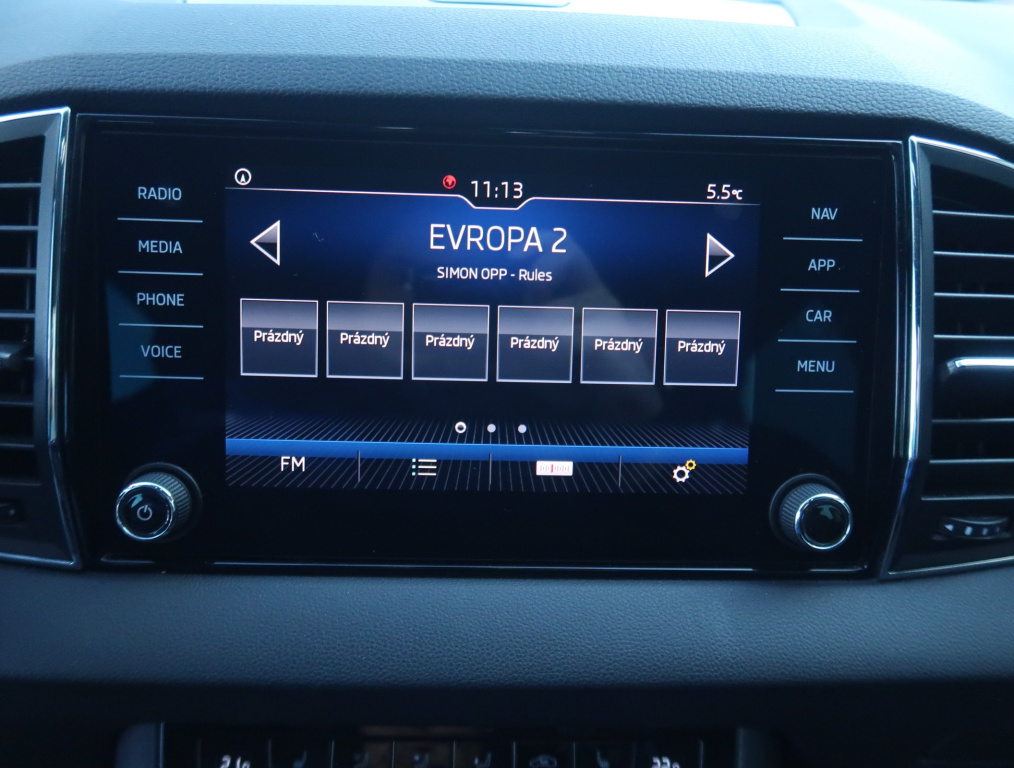 RADIO
MEDIA
PHONE
VOICE
11:13
5.5°C
EVROPA 2
SIMON OPP - Rules
Prázdný Prázdný Prázdný Prázdný Prázdný Prázdný
FM
NAV
APP
CAR
MENU